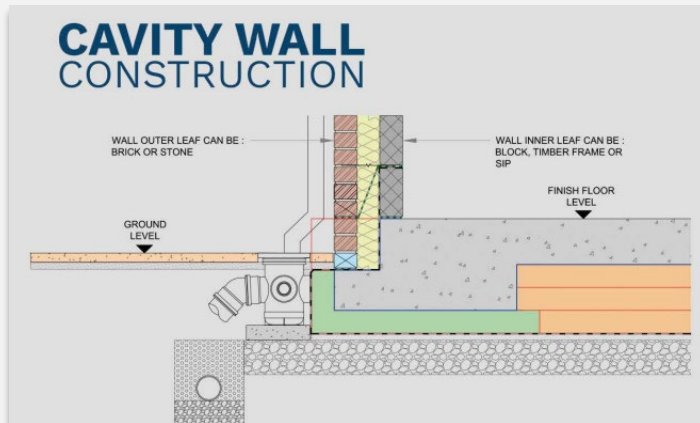 CAVITY WALL
CONSTRUCTION
WALL OUTER LEAF CAN BE :
BRICK OR STONE
WALL INNER LEAF CAN BE :
BLOCK, TIMBER FRAME OR
SIP
FINISH FLOOR
LEVEL
GROUND
LEVEL